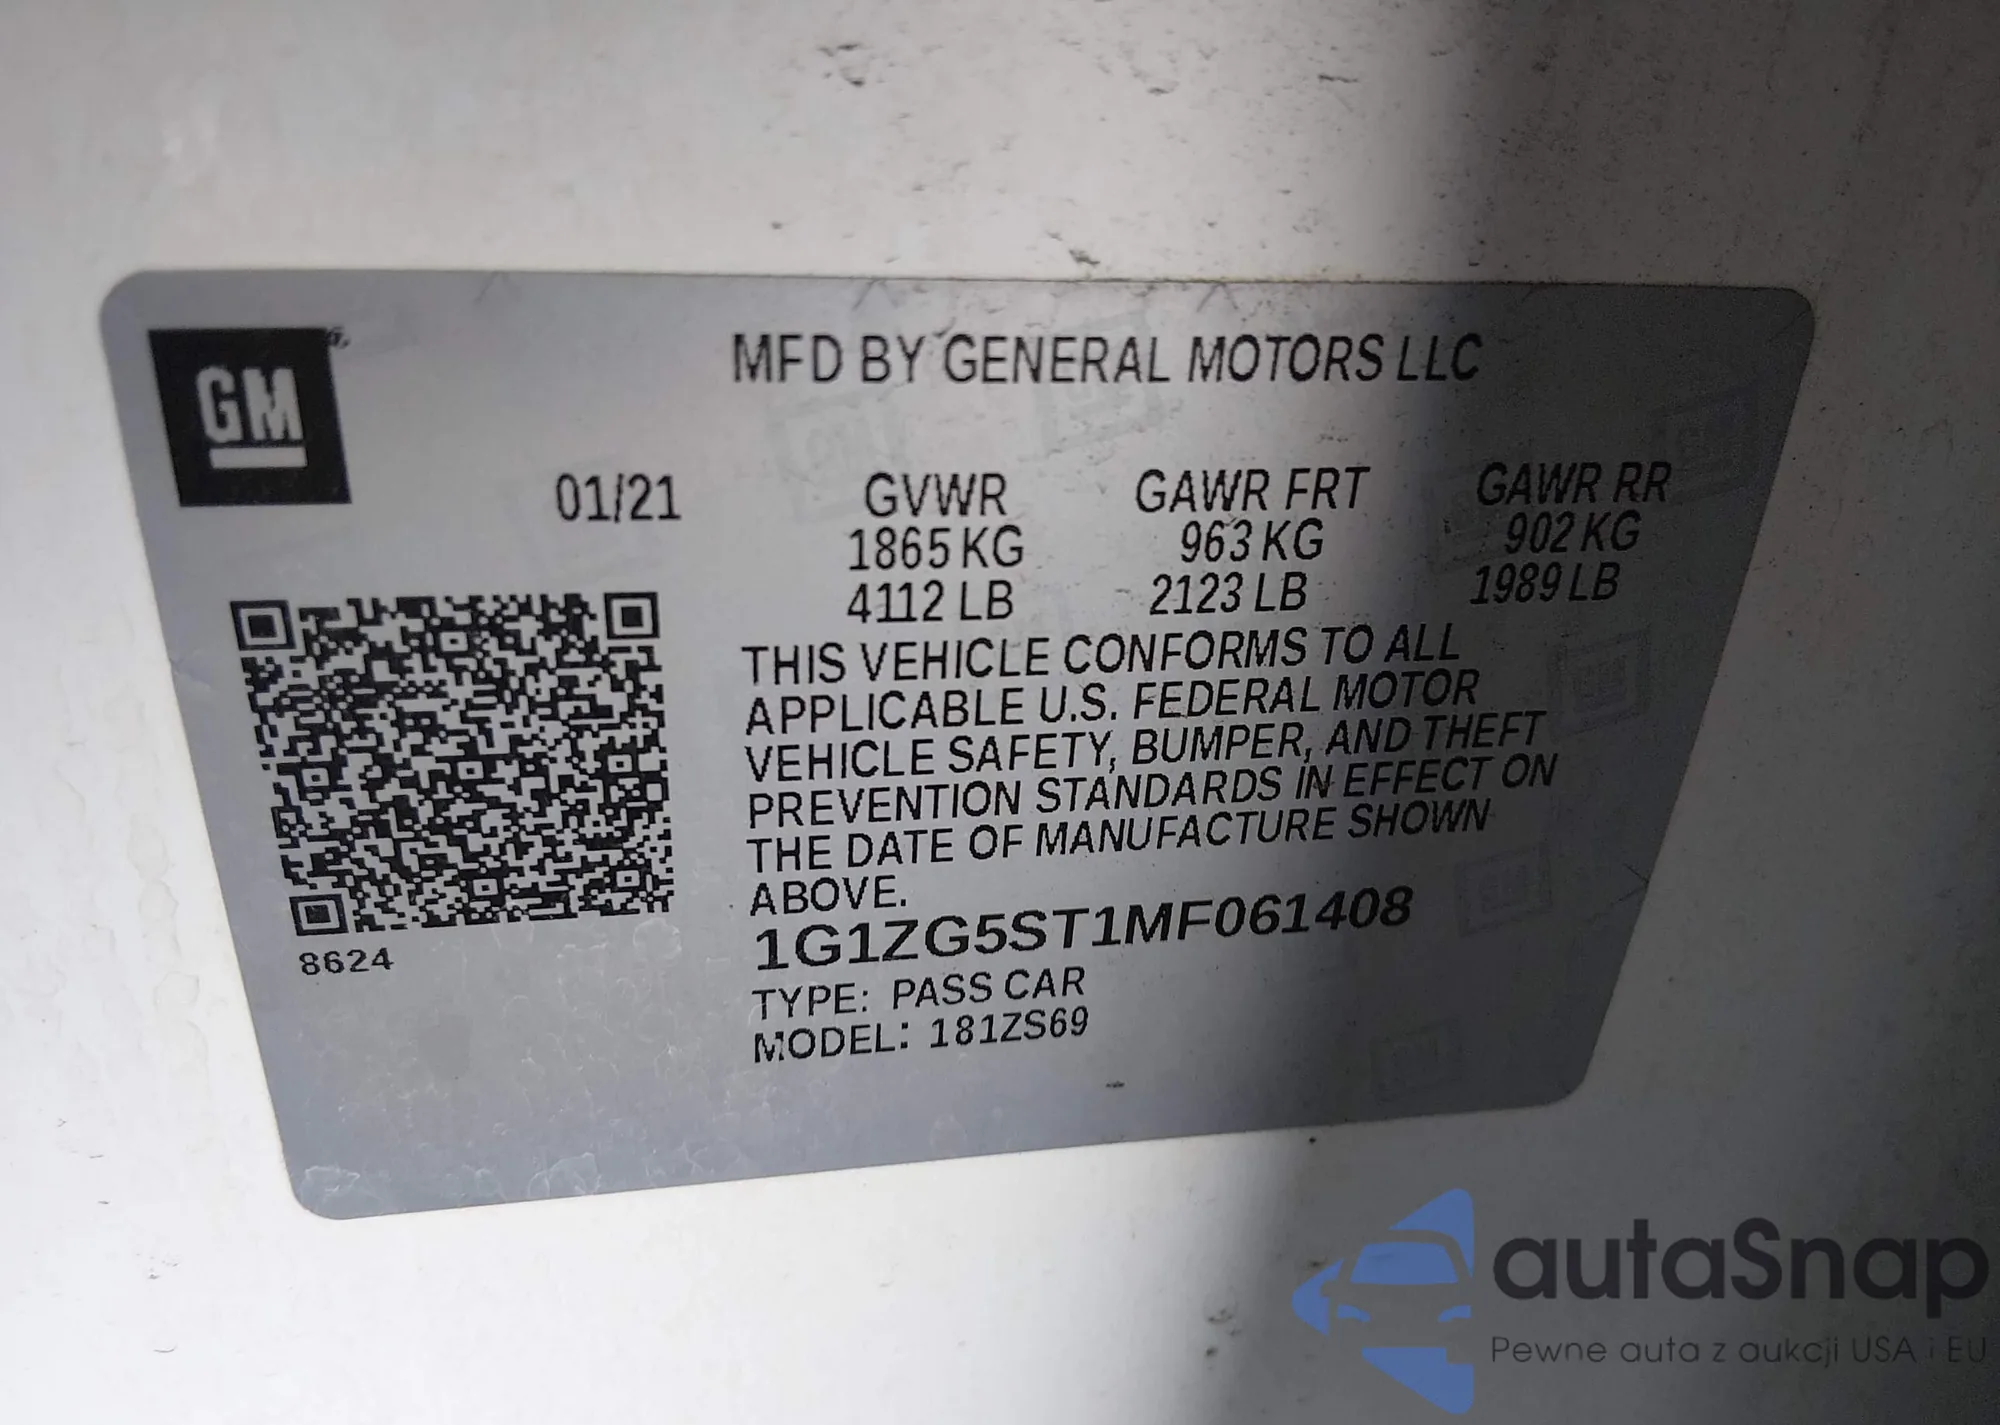 GM
MFD BY GENERAL MOTORS LLC
01/21
GVWR
1865 KG
4112 LB
GAWR FRT
963 KG
2123 LB
GAWR RR
902 KG
1989 LB
THIS VEHICLE CONFORMS TO ALL
APPLICABLE U.S. FEDERAL MOTOR
VEHICLE SAFETY, BUMPER, AND THEFT
PREVENTION STANDARDS IN EFFECT ON
THE DATE OF MANUFACTURE SHOWN
ABOVE.
1G1ZG5ST1MF061408
TYPE: PASS CAR
MODEL: 181ZS69
8624
autaSnap
Pewne auta z aukcji USA i EU